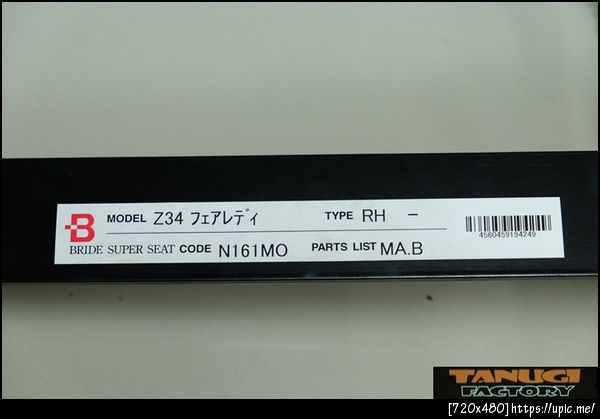 B MODEL Z34 フェアレディ TYPE RH -
BRIDE SUPER SEAT CODE N161MO PARTS LIST MA.B
4560459194249
TANUGI
FACTORY
[720x480]https://upic.me/